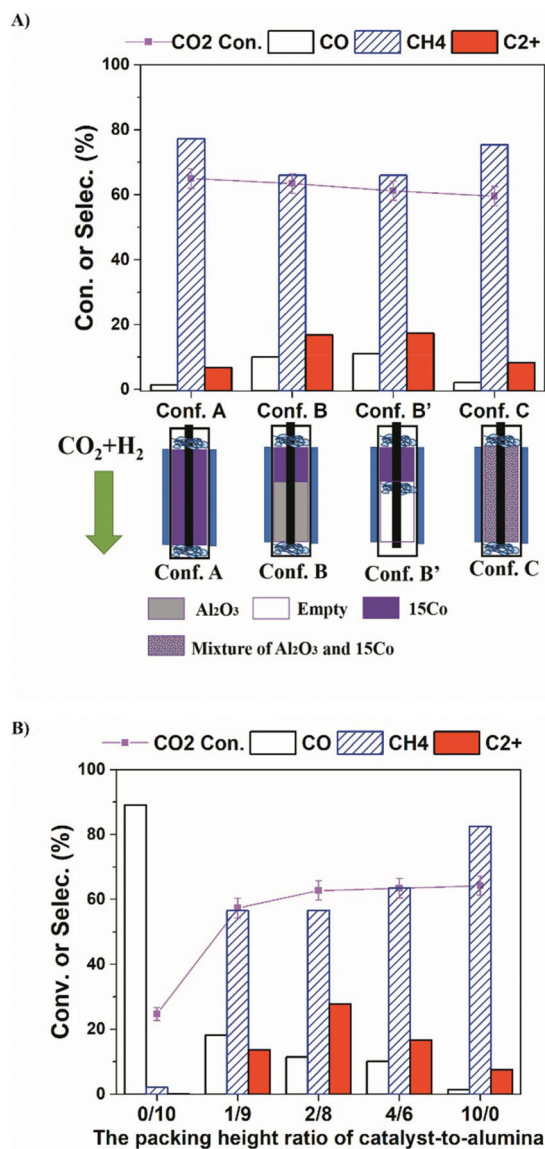 A)
CO2 Con. CO CH4 C2+
Con. or Selec. (%)
100
80
60
40
20
0
Conf. A Conf. B Conf. B’ Conf. C
CO₂+H₂
Conf. A Conf. B Conf. B’ Conf. C
Al₂O₃ Empty 15Co
Mixture of Al₂O₃ and 15Co
B)
CO2 Con. CO CH4 C2+
Conv. or Selec. (%)
100
80
60
40
20
0
0/10 1/9 2/8 4/6 10/0
The packing height ratio of catalyst-to-alumina